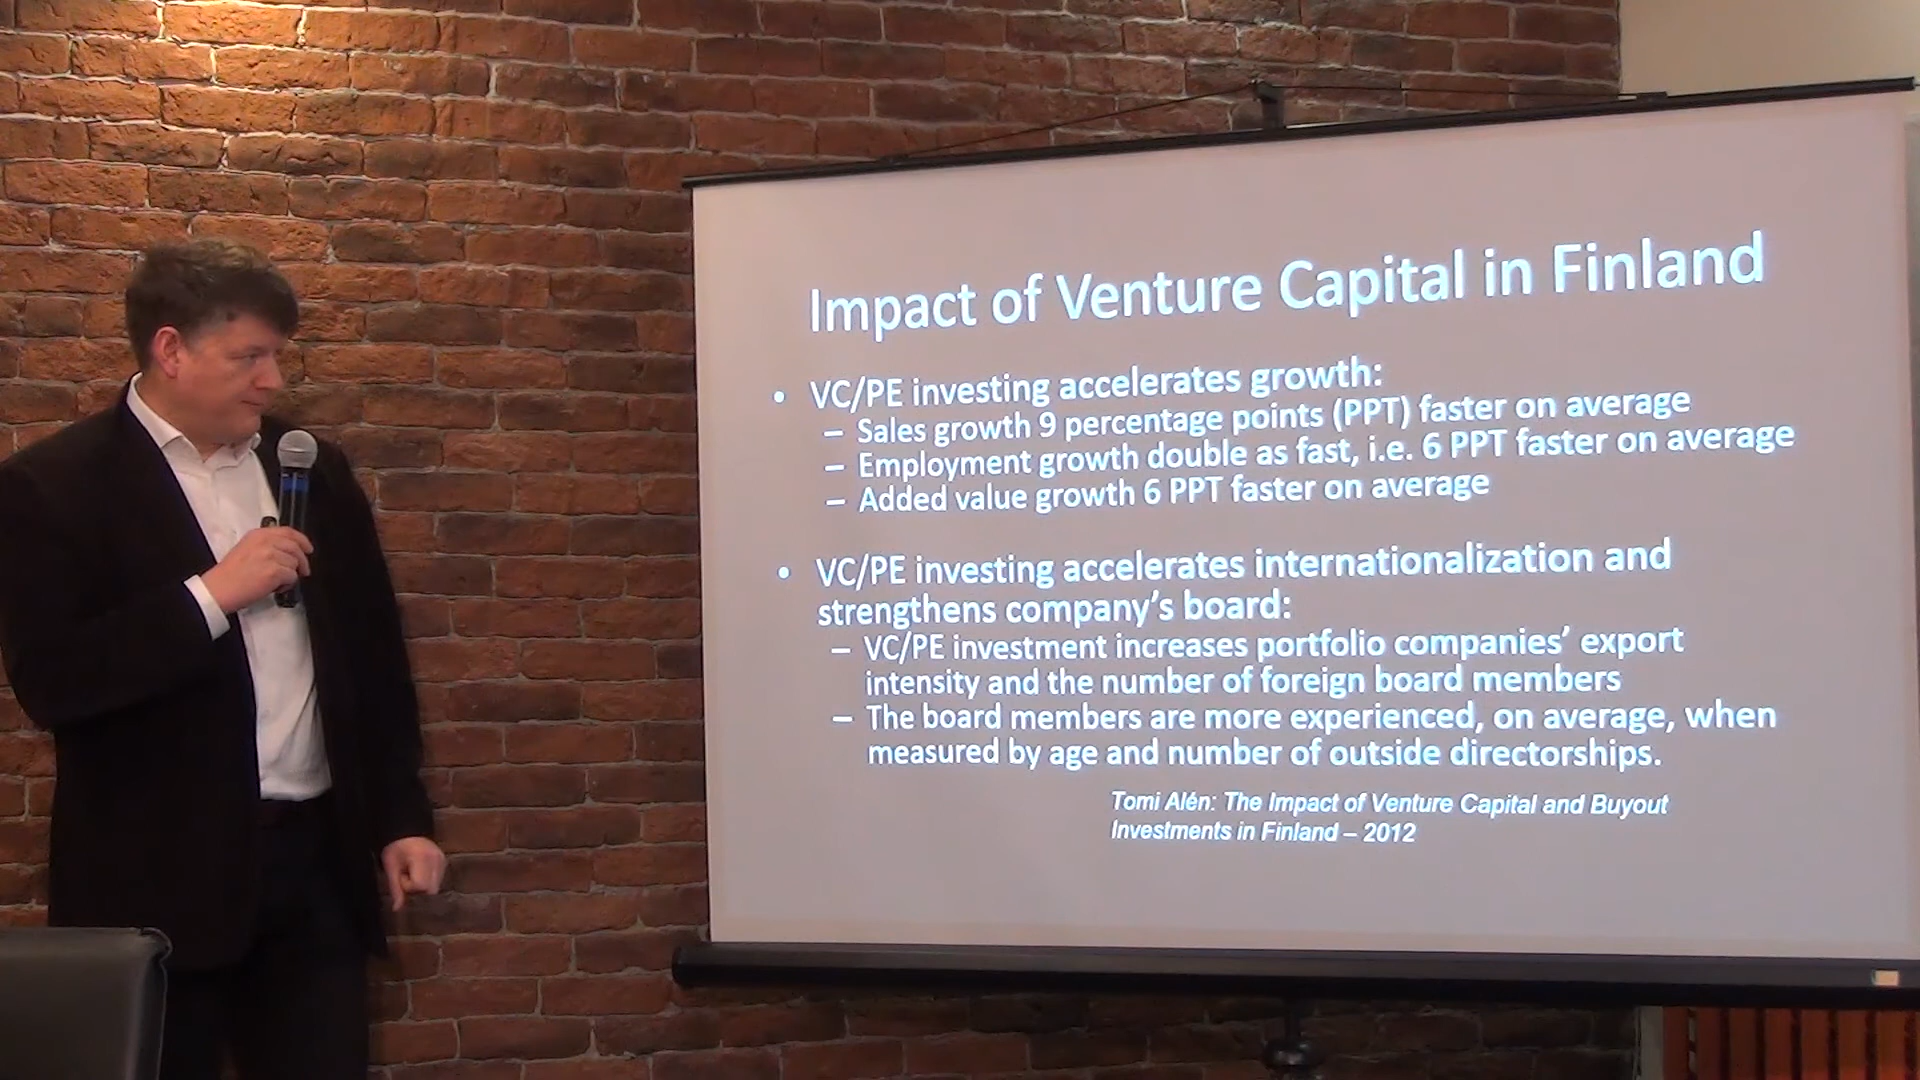 Impact of Venture Capital in Finland
• VC/PE investing accelerates growth:
– Sales growth 9 percentage points (PPT) faster on average
– Employment growth double as fast, i.e. 6 PPT faster on average
– Added value growth 6 PPT faster on average
• VC/PE investing accelerates internationalization and
strengthens company’s board:
– VC/PE investment increases portfolio companies’ export
intensity and the number of foreign board members
– The board members are more experienced, on average, when
measured by age and number of outside directorships.
Tomi Alén: The Impact of Venture Capital and Buyout
Investments in Finland – 2012